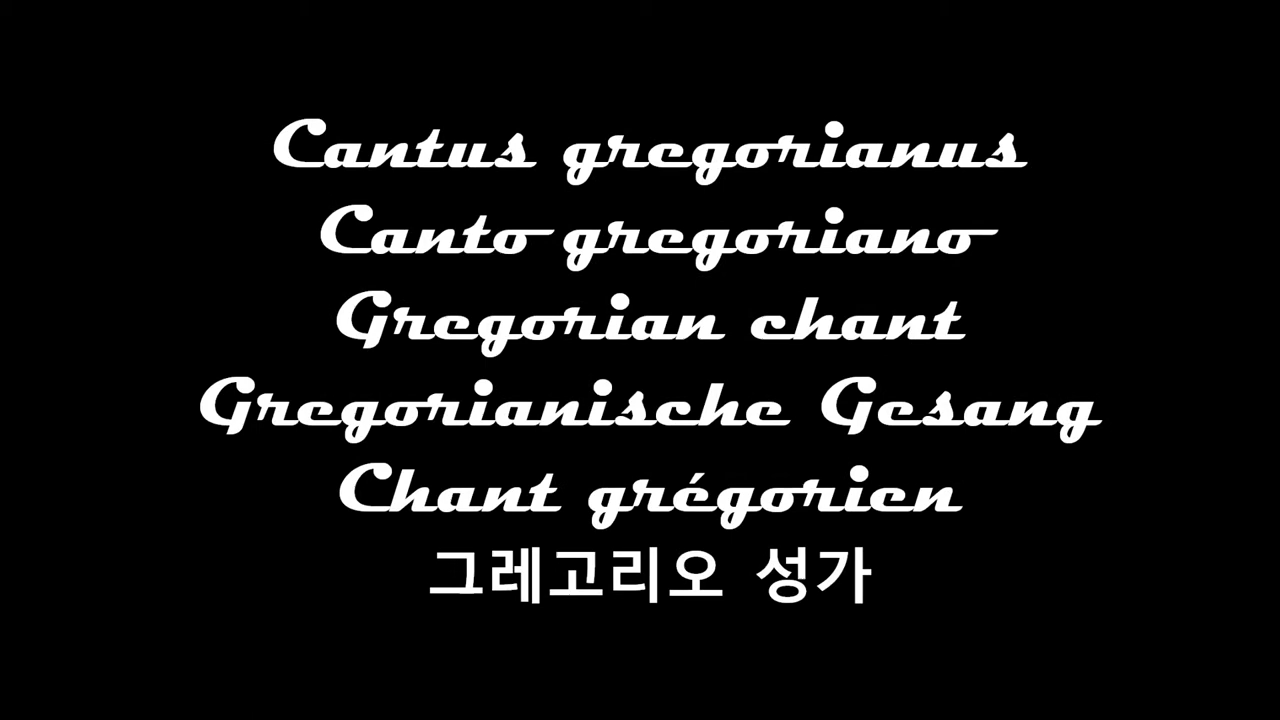 Cantus gregorianus
Canto gregoriano
Gregorian chant
Gregorianische Gesang
Chant grégorien
그레고리오 성가